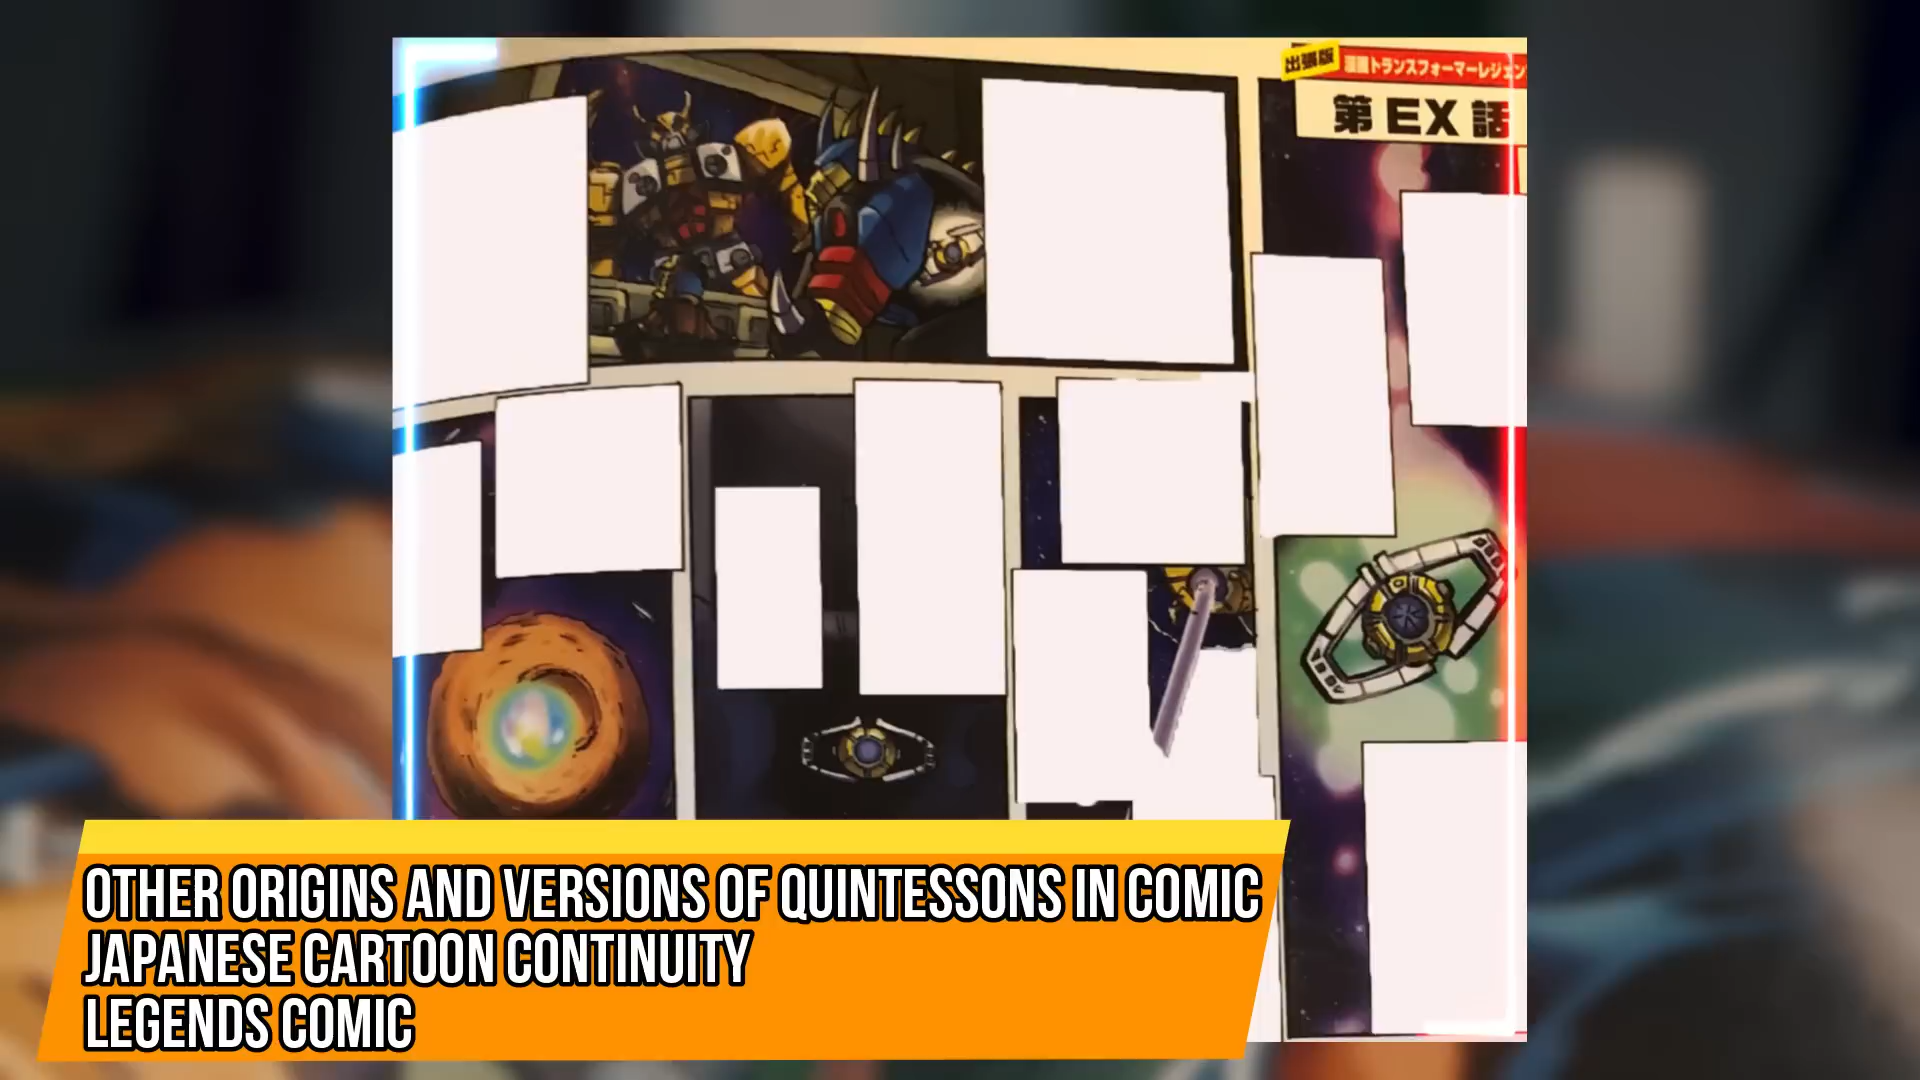 出張版
漫画トランスフォーマーレジェン
第EX話
OTHER ORIGINS AND VERSIONS OF QUINTESSONS IN COMIC
JAPANESE CARTOON CONTINUITY
LEGENDS COMIC